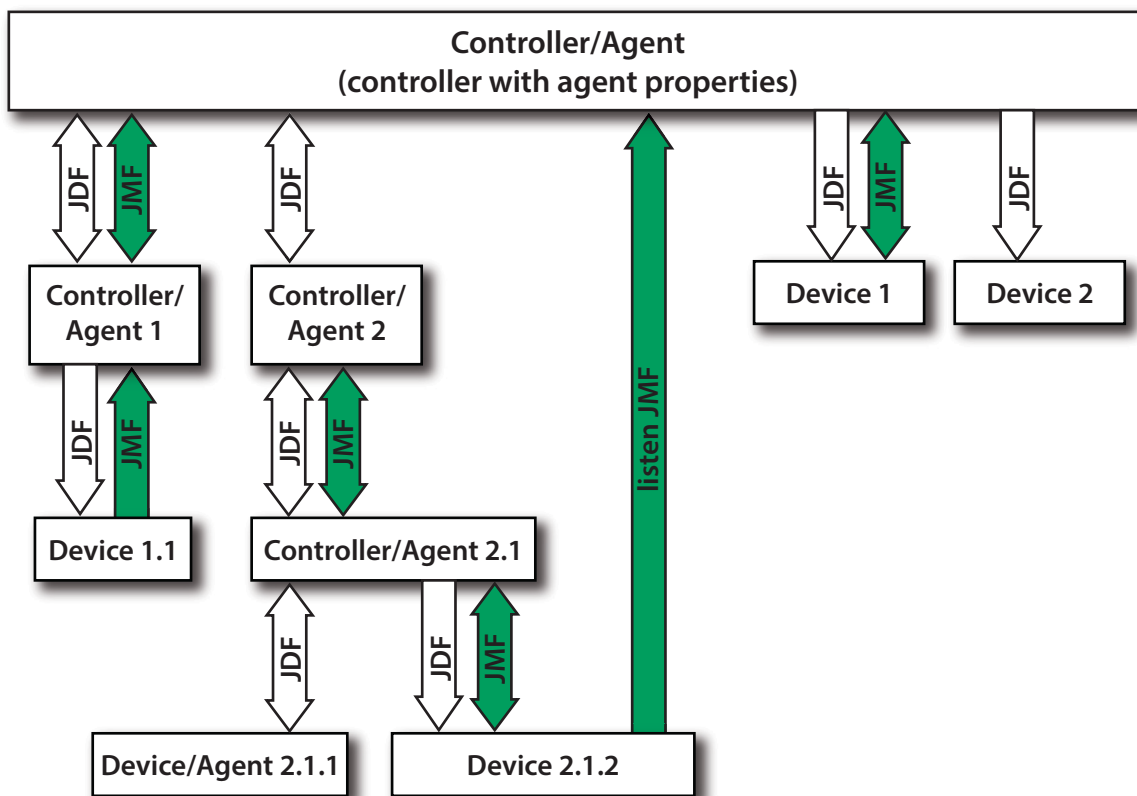 Controller/Agent
(controller with agent properties)
JDF
JMF
JDF
JDF
JMF
JDF
Controller/
Agent 1
Controller/
Agent 2
Device 1
Device 2
listen JMF
JDF
JMF
JDF
JMF
Device 1.1
Controller/Agent 2.1
JDF
JDF
JMF
Device/Agent 2.1.1
Device 2.1.2